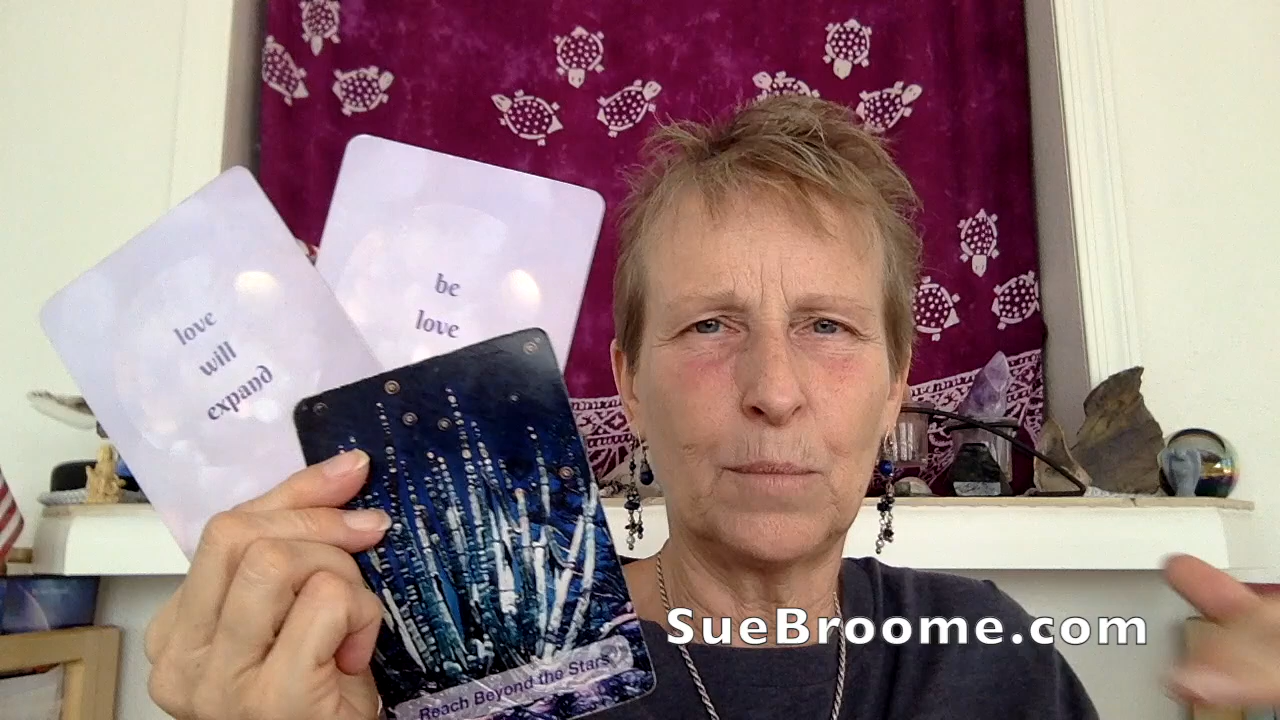 love
will
expand
be
love
Reach Beyond the Stars
SueBroome.com